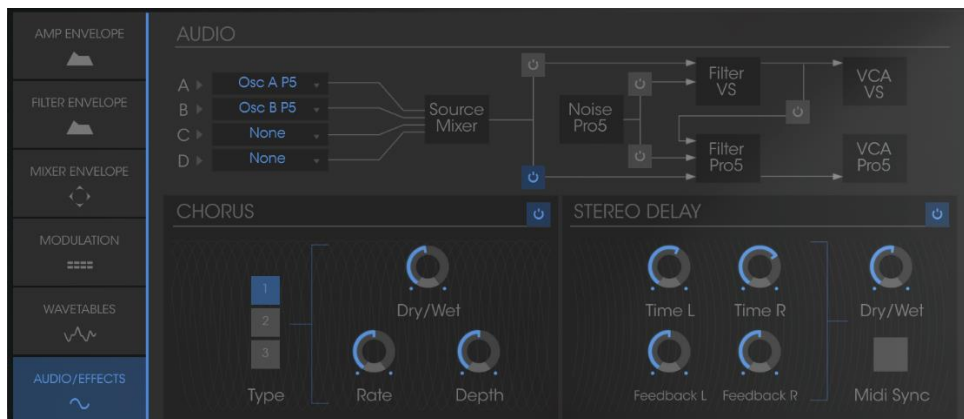 AMP ENVELOPE
FILTER ENVELOPE
MIXER ENVELOPE
MODULATION
WAVETABLES
AUDIO/EFFECTS
AUDIO
A Osc A P5
B Osc B P5
C None
D None
Source
Mixer
Noise
Pro5
Filter
VS
VCA
VS
Filter
Pro5
VCA
Pro5
CHORUS
1
2
3
Type
Dry/Wet
Rate Depth
STEREO DELAY
Time L Time R Dry/Wet
Feedback L Feedback R Midi Sync